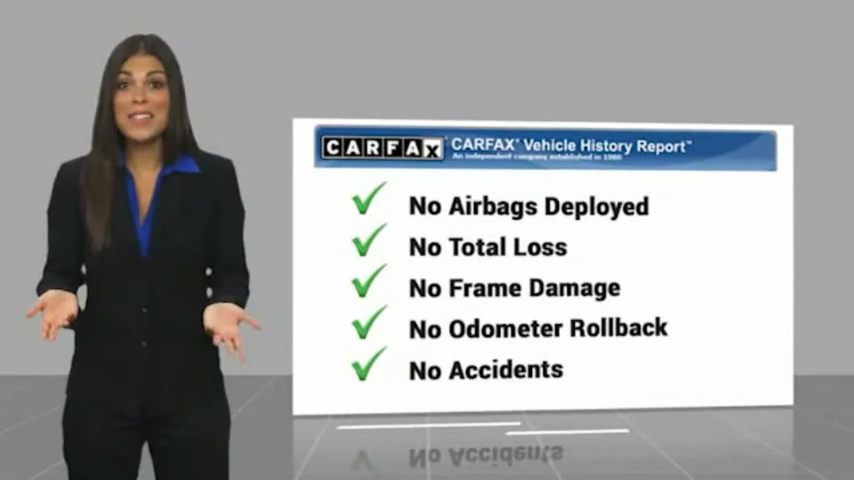 CARFAX CARFAX® Vehicle History Report™
An independent company established in 1986
No Airbags Deployed
No Total Loss
No Frame Damage
No Odometer Rollback
No Accidents
No Accidents